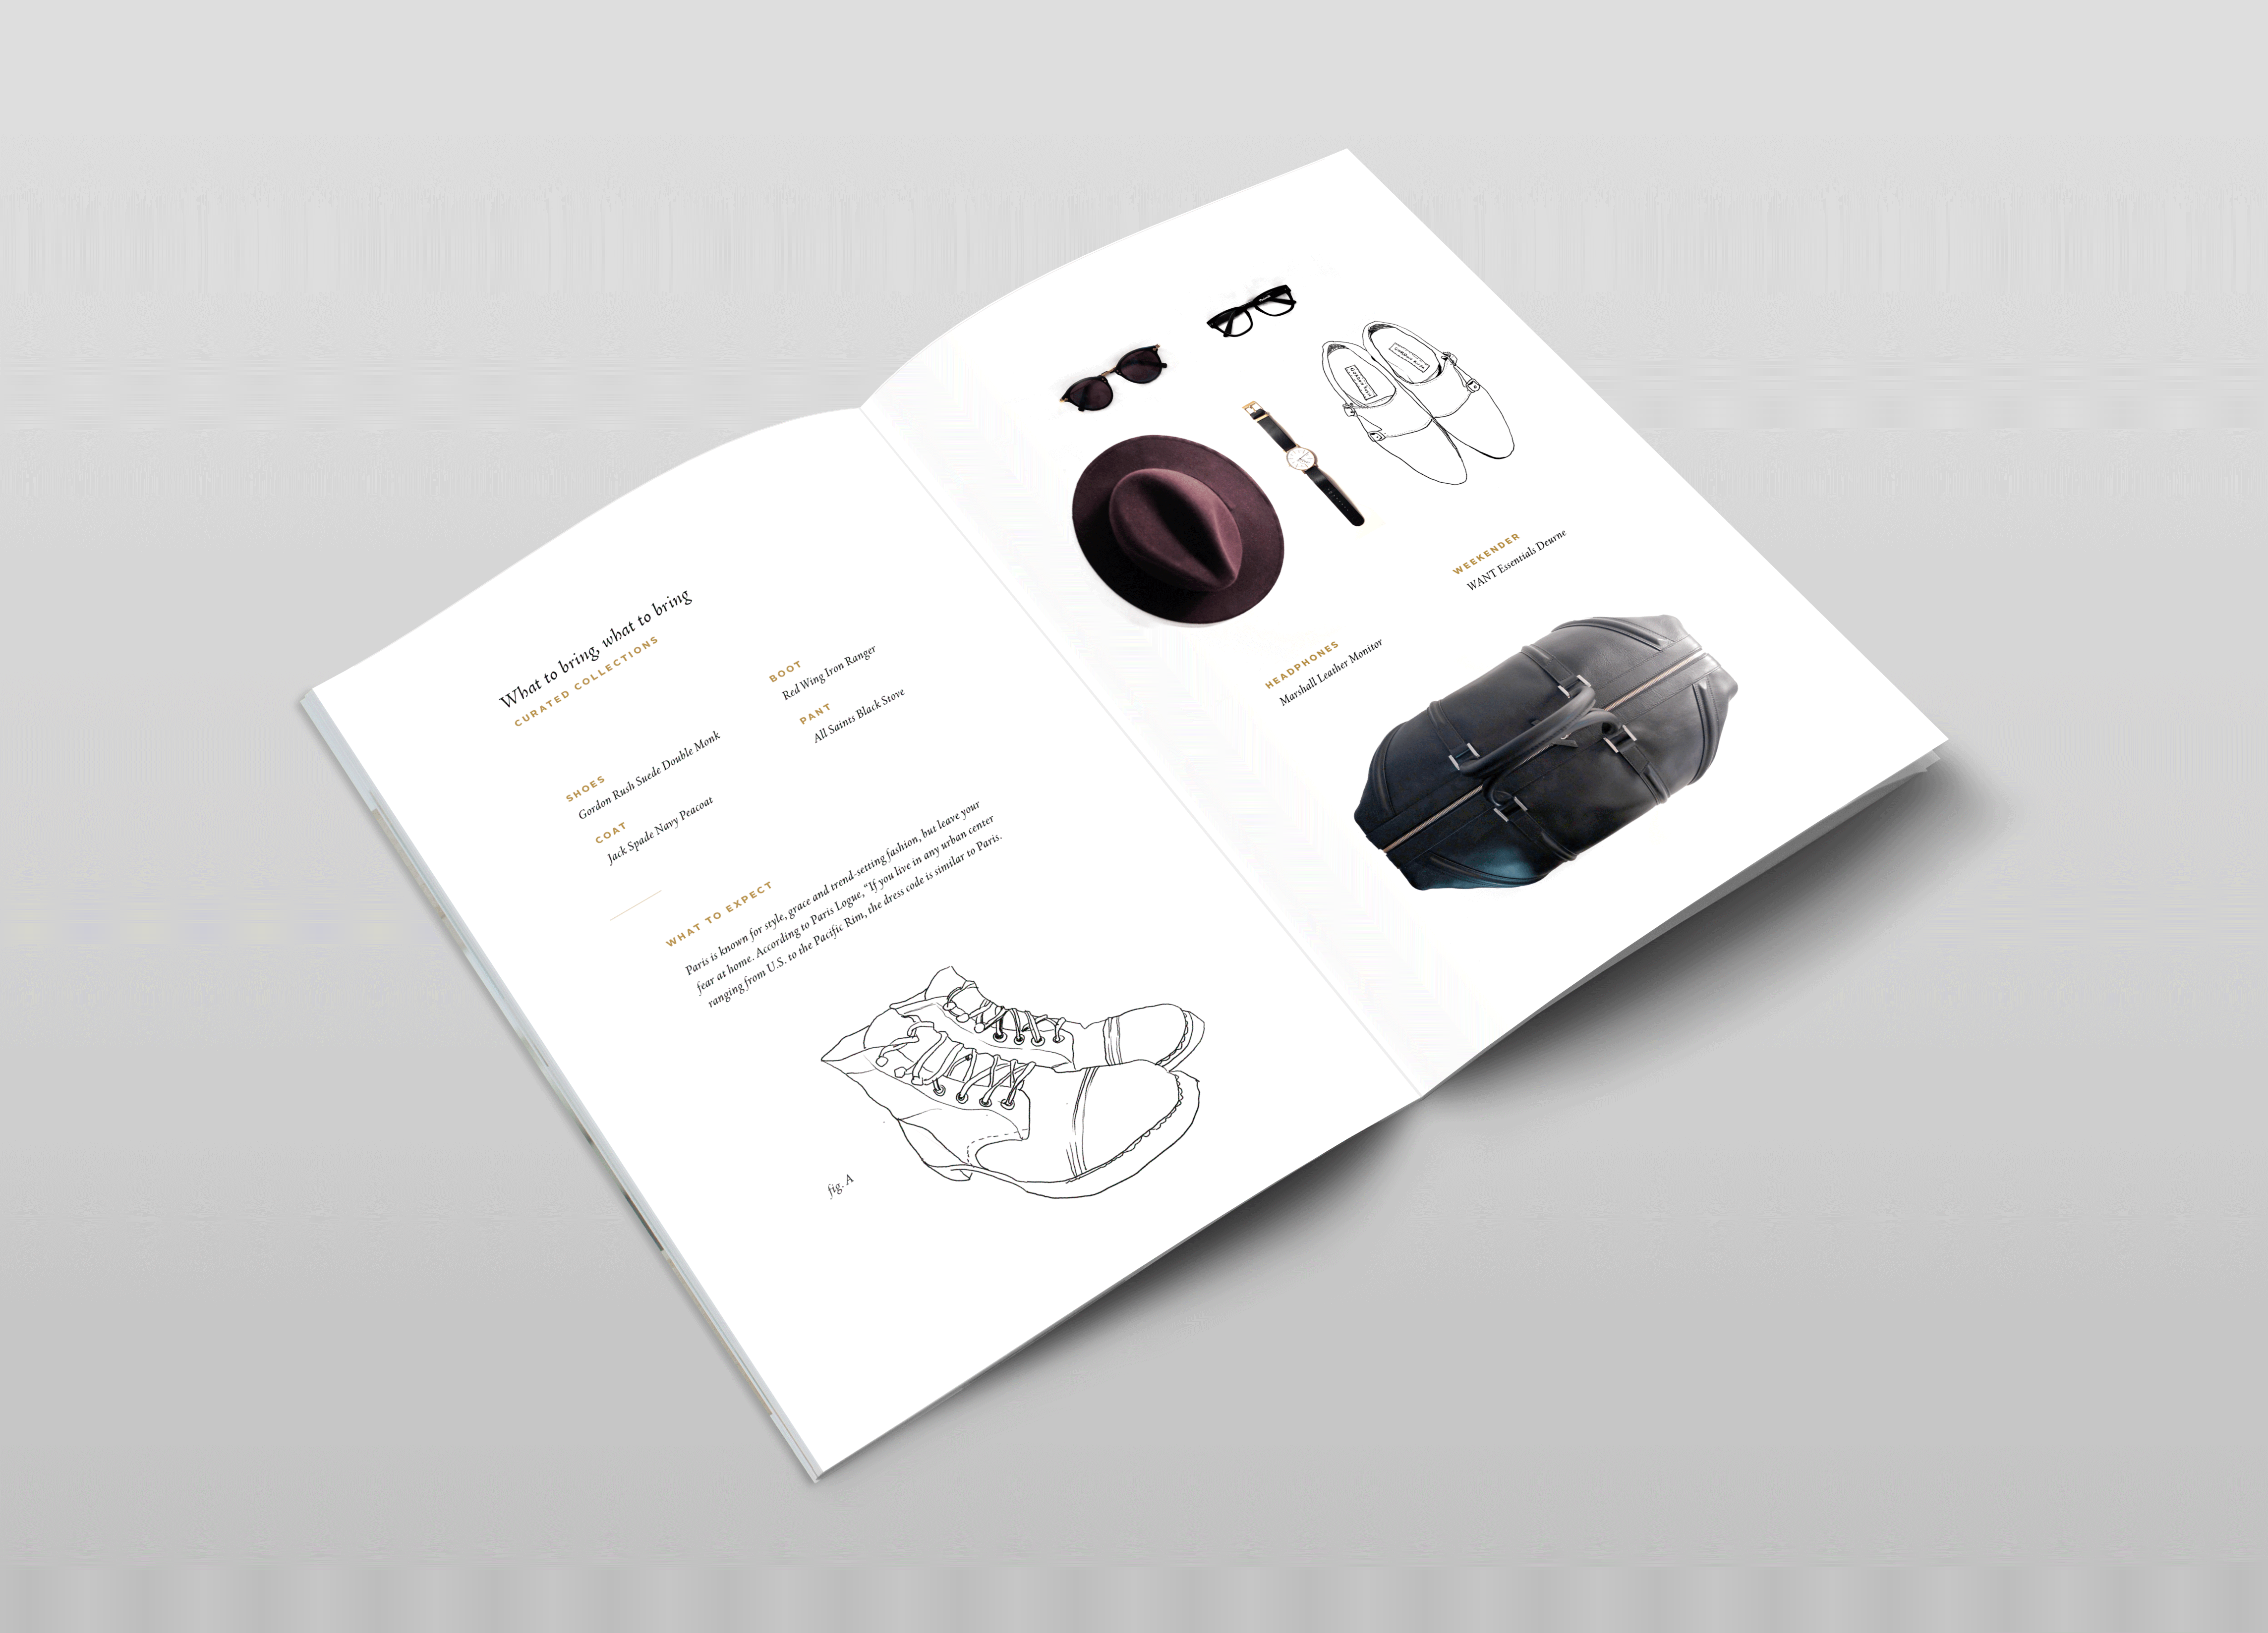 What to bring, what to bring
CURATED COLLECTIONS
SHOES
Gordon Rush Suede Double Monk
COAT
Jack Spade Navy Peacoat
BOOT
Red Wing Iron Ranger
PANT
All Saints Black Stove
WHAT TO EXPECT
Paris is known for style, grace and trend-setting fashion, but leave your
fear at home. According to Paris Logue, “If you live in any urban center
ranging from U.S. to the Pacific Rim, the dress code is similar to Paris.
fig. A
GORDON RUSH
GORDON RUSH
WEEKENDER
WANT Essentials Deurne
HEADPHONES
Marshall Leather Monitor